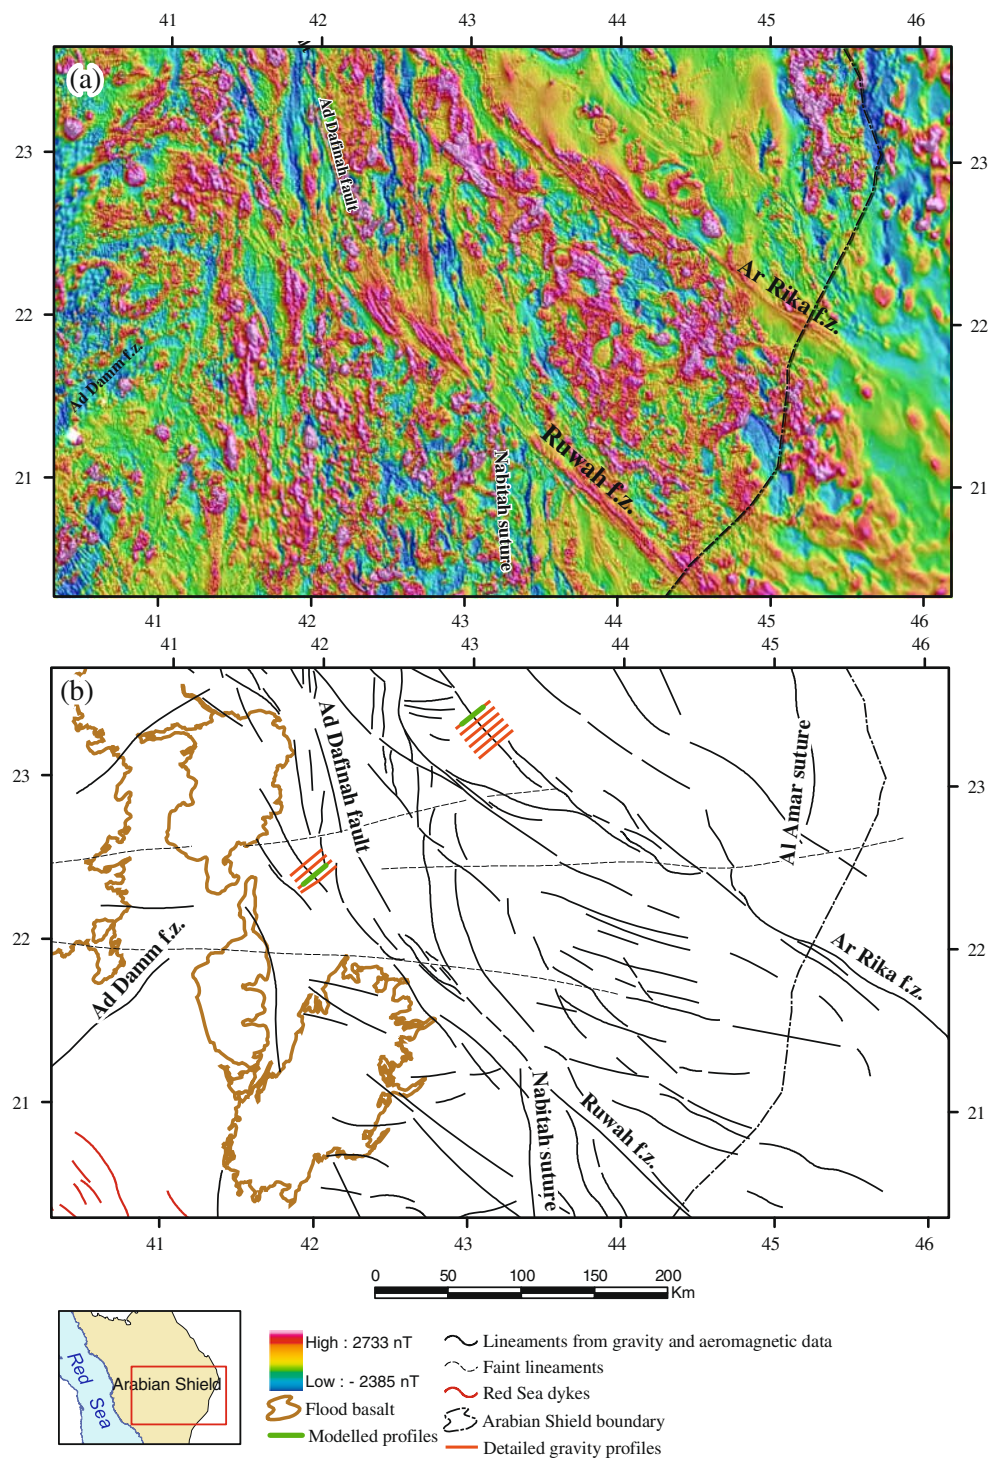 41 42 43 44 45 46
(a)
Ad Dafinah fault
23 23
Ar Rika f.z.
22 22
Ad Damm f.z.
Ruwah f.z.
Nabitah suture
21 21
41 42 43 44 45 46
41 42 43 44 45 46
(b)
Ad Dafinah fault
Al Amar suture
23 23
22 22
Ad Damm f.z.
Ar Rika f.z.
Nabitah suture
Ruwah f.z.
21 21
41 42 43 44 45 46
0 50 100 150 200
Km
Red Sea
Arabian Shield
High : 2733 nT
Low : - 2385 nT
Flood basalt
Modelled profiles
Lineaments from gravity and aeromagnetic data
Faint lineaments
Red Sea dykes
Arabian Shield boundary
Detailed gravity profiles